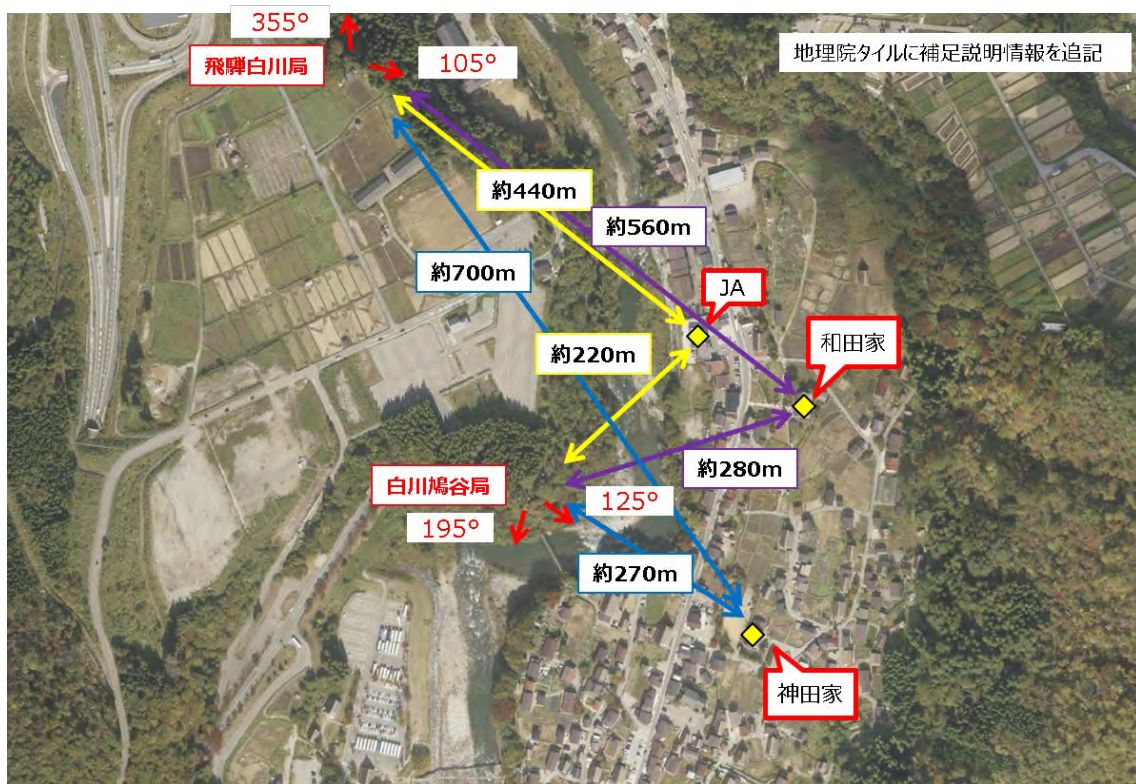 355°
飛騨白川局
105°
地理院タイルに補足説明情報を追記
約440m
約560m
約700m
JA
和田家
約220m
約280m
白川鳩谷局
125°
195°
約270m
神田家